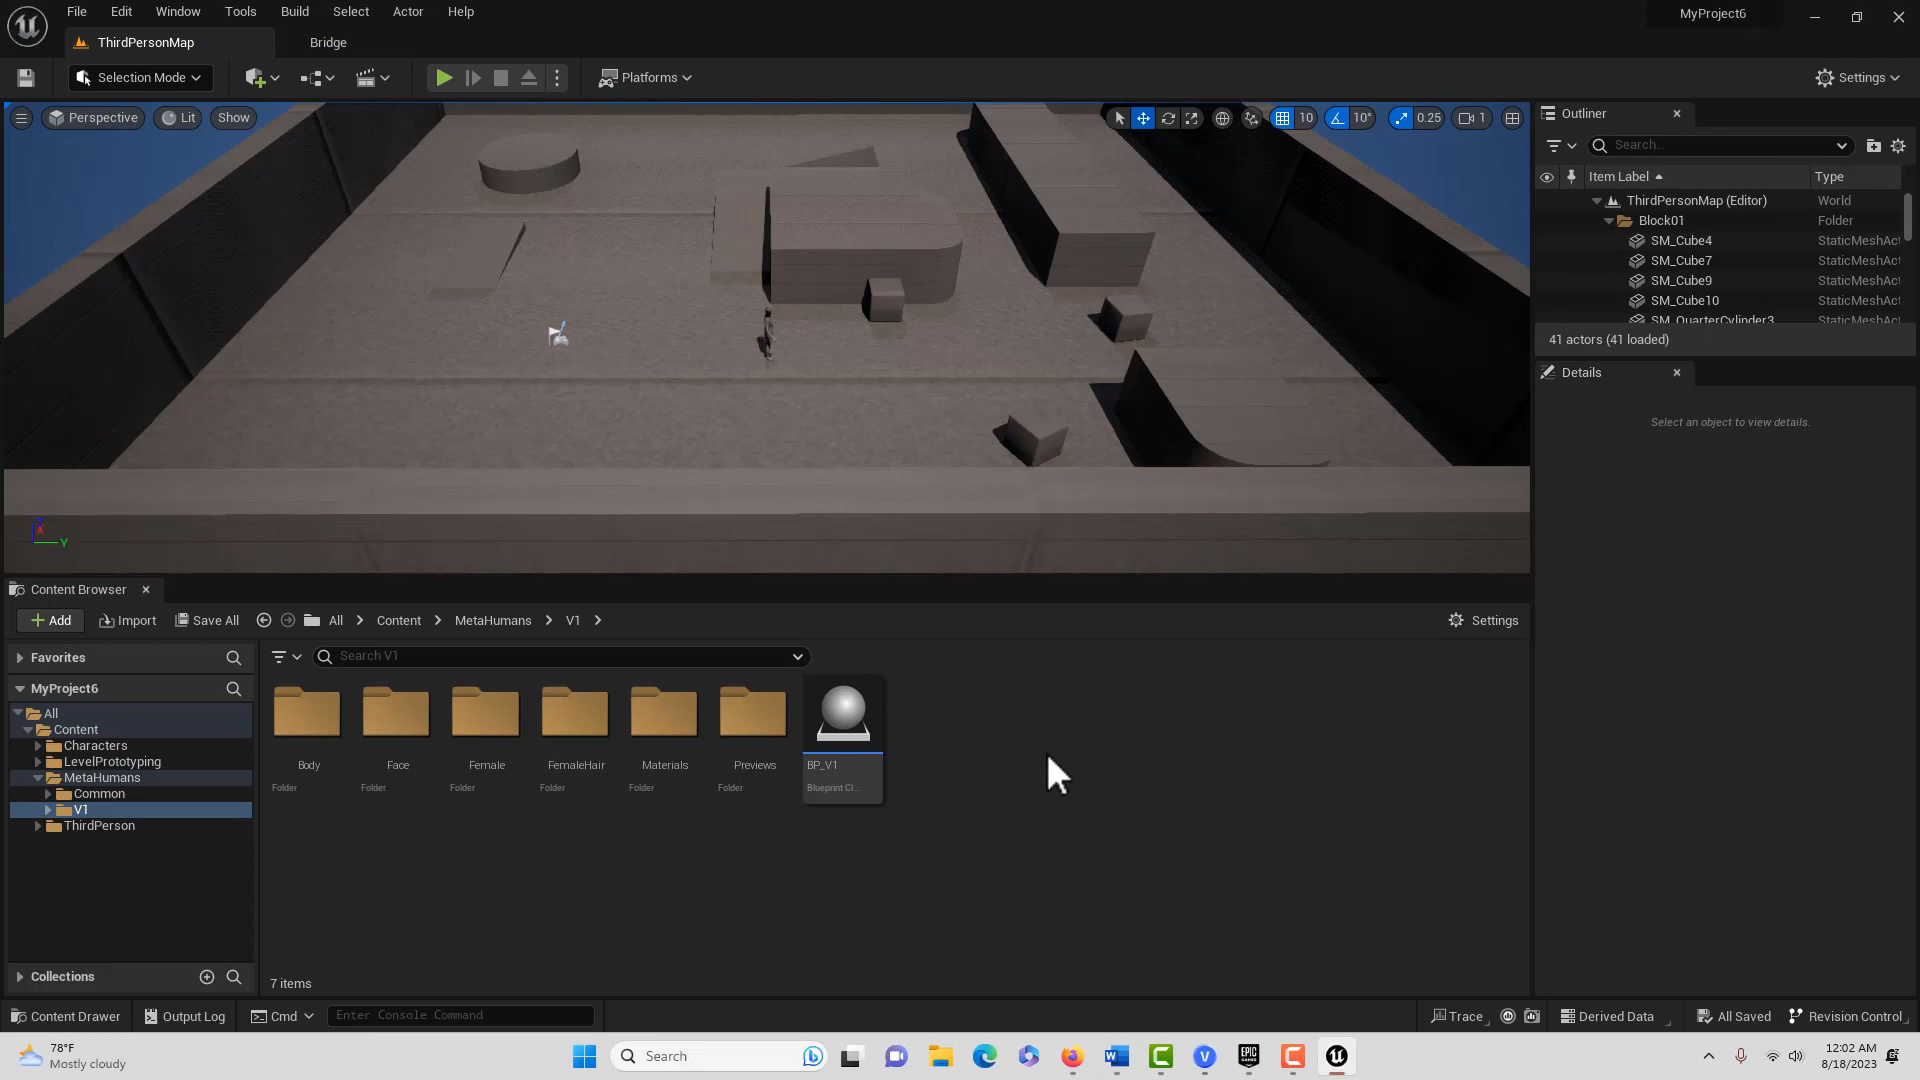 File Edit Window Tools Build Select Actor Help
MyProject6
ThirdPersonMap
Bridge
Selection Mode
Platforms
Settings
Perspective
Lit
Show
10
10°
0.25
1
Outliner
Search...
Item Label
Type
ThirdPersonMap (Editor) World
Block01 Folder
SM_Cube4 StaticMeshAct
SM_Cube7 StaticMeshAct
SM_Cube9 StaticMeshAct
SM_Cube10 StaticMeshAct
SM_QuarterCylinder3 StaticMeshAct
41 actors (41 loaded)
Details
Select an object to view details.
X
Y
Content Browser
Add
Import
Save All
All
Content
MetaHumans
V1
Settings
Favorites
Search V1
MyProject6
All
Content
Characters
LevelPrototyping
MetaHumans
Common
V1
ThirdPerson
Collections
Body
Folder
Face
Folder
Female
Folder
FemaleHair
Folder
Materials
Folder
Previews
Folder
BP_V1
Blueprint Cl...
7 items
Content Drawer
Output Log
Cmd
Enter Console Command
Trace
Derived Data
All Saved
Revision Control
78°F
Mostly cloudy
Search
EPIC
GAMES
12:02 AM
8/18/2023